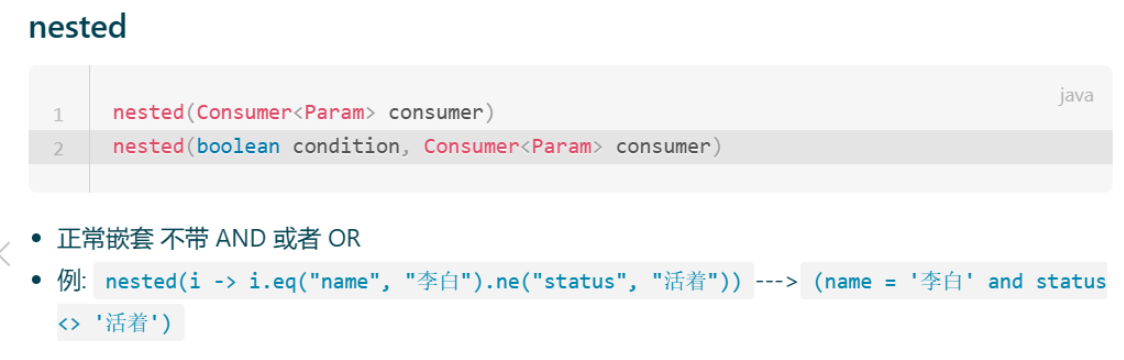 nested
java
1 nested(Consumer<Param> consumer)
2 nested(boolean condition, Consumer<Param> consumer)
• 正常嵌套 不带 AND 或者 OR
• 例: nested(i -> i.eq("name", "李白").ne("status", "活着")) ---> (name = '李白' and status
<> '活着')